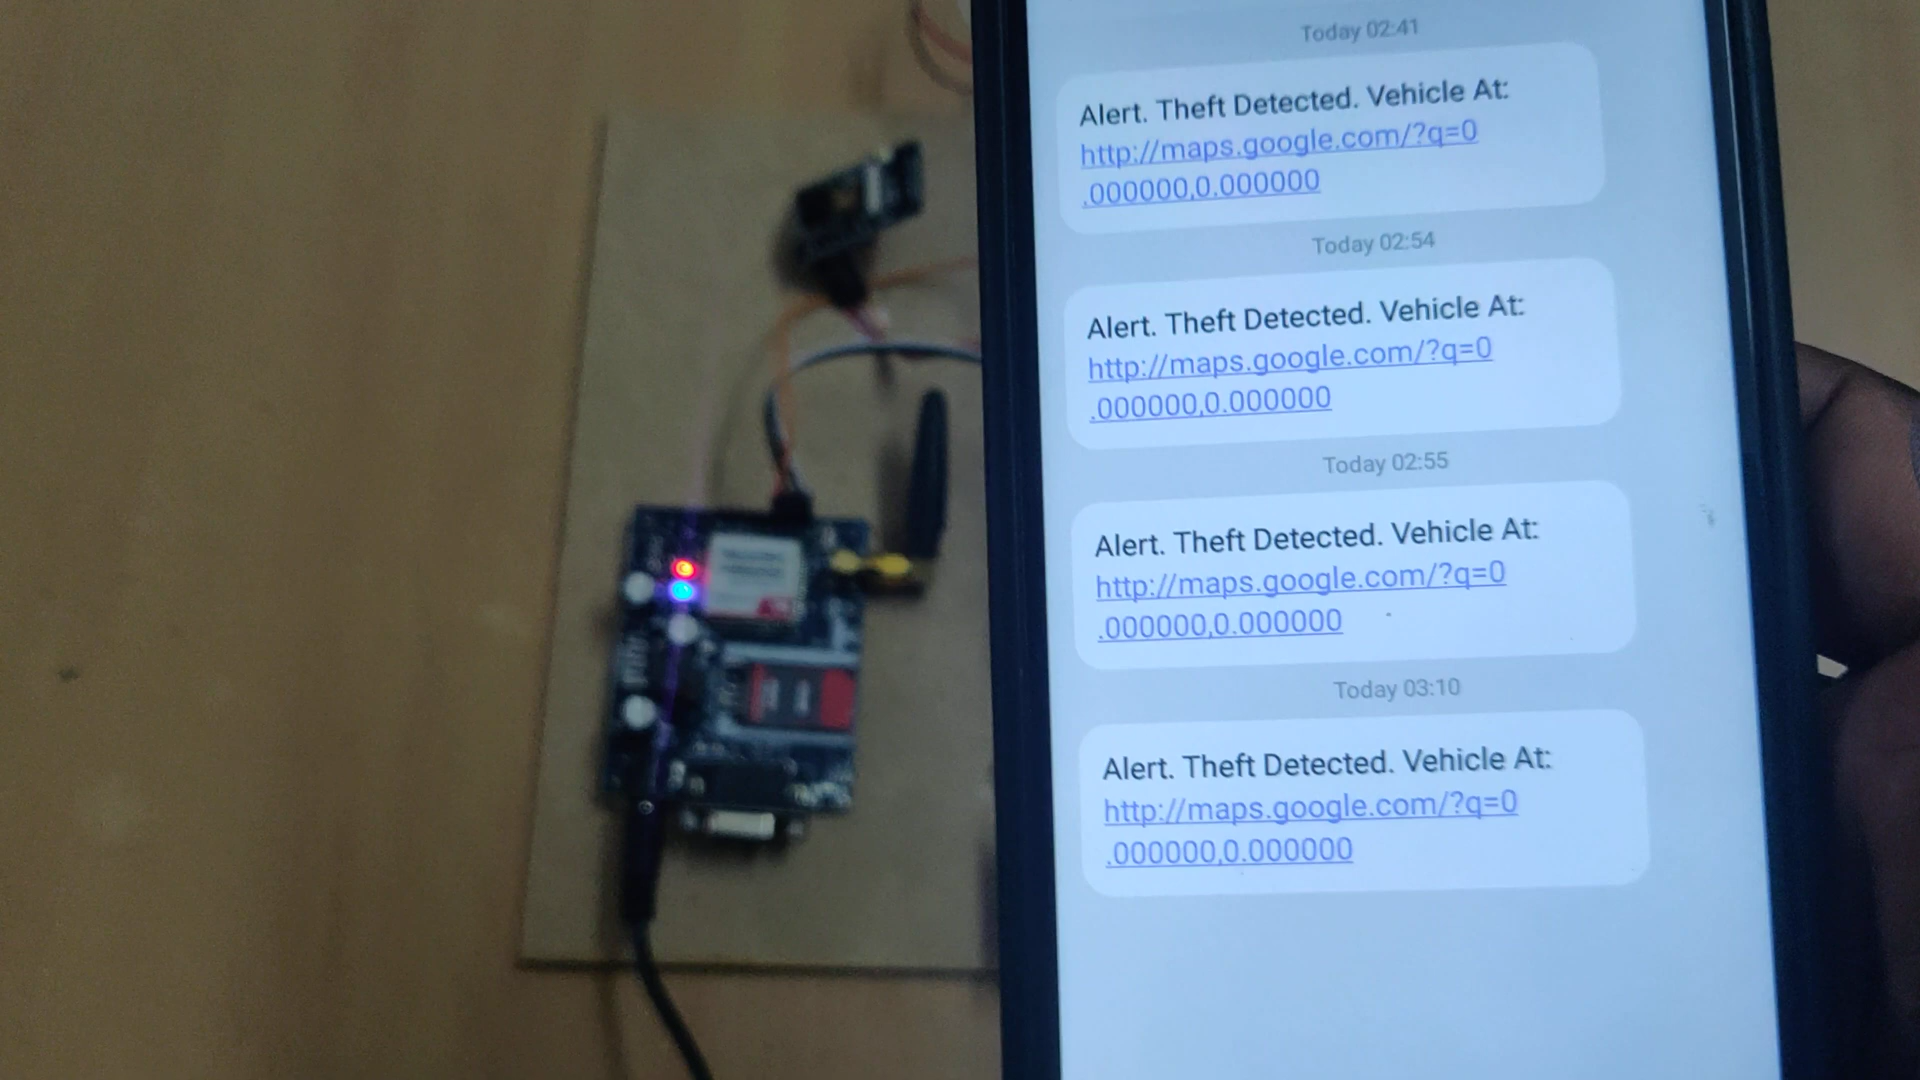 Today 02:41
Alert. Theft Detected. Vehicle At:
http://maps.google.com/?q=0
.000000,0.000000
Today 02:54
Alert. Theft Detected. Vehicle At:
http://maps.google.com/?q=0
.000000,0.000000
Today 02:55
Alert. Theft Detected. Vehicle At:
http://maps.google.com/?q=0
.000000,0.000000
Today 03:10
Alert. Theft Detected. Vehicle At:
http://maps.google.com/?q=0
.000000,0.000000